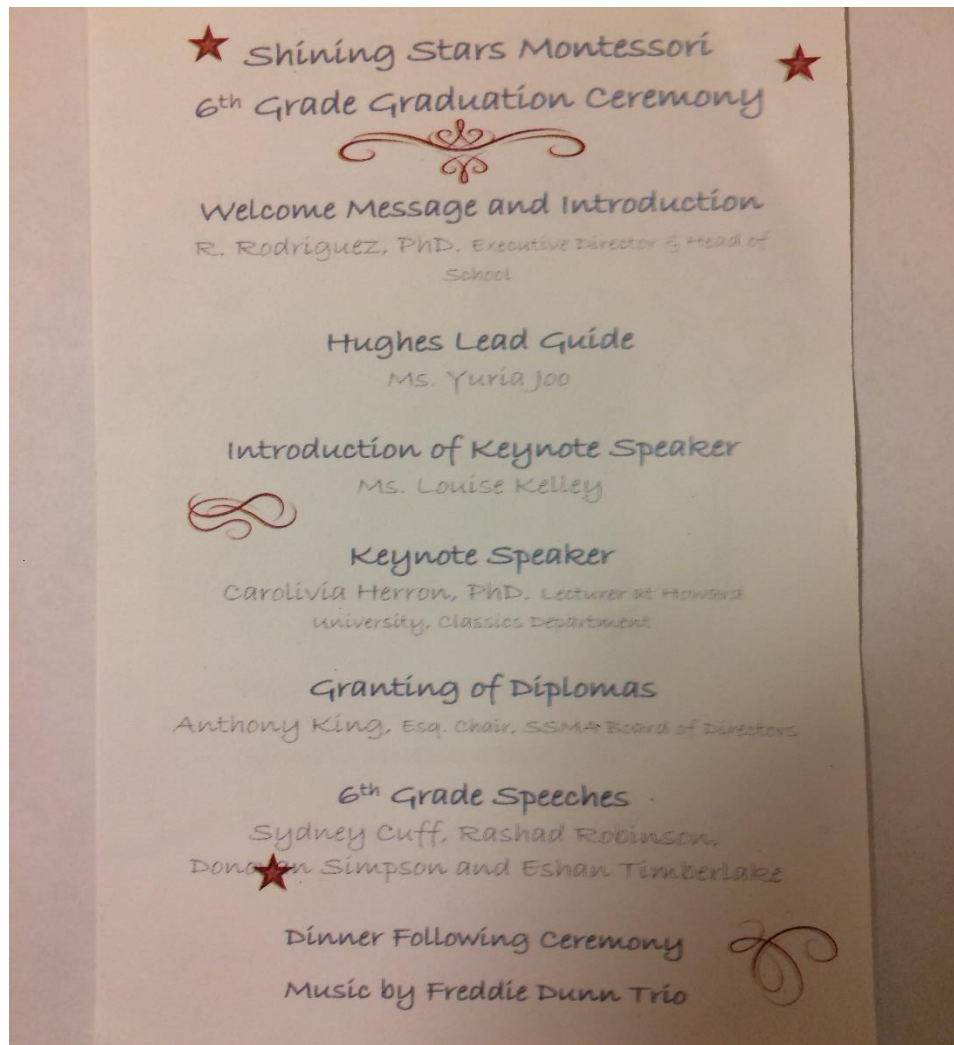 Shining Stars Montessori
6th Grade Graduation Ceremony
Welcome Message and Introduction
R. Rodriguez, PhD. Executive Director & Head of
School
Hughes Lead Guide
Ms. Yuria Joo
Introduction of Keynote Speaker
Ms. Louise Kelley
Keynote Speaker
Carolivia Herron, PhD. Lecturer at Howard
University, Classics Department
Granting of Diplomas
Anthony King, Esq. Chair, SSMA Board of Directors
6th Grade Speeches
Sydney Cuff, Rashad Robinson,
Donovan Simpson and Eshan Timberlake
Dinner Following Ceremony
Music by Freddie Dunn Trio